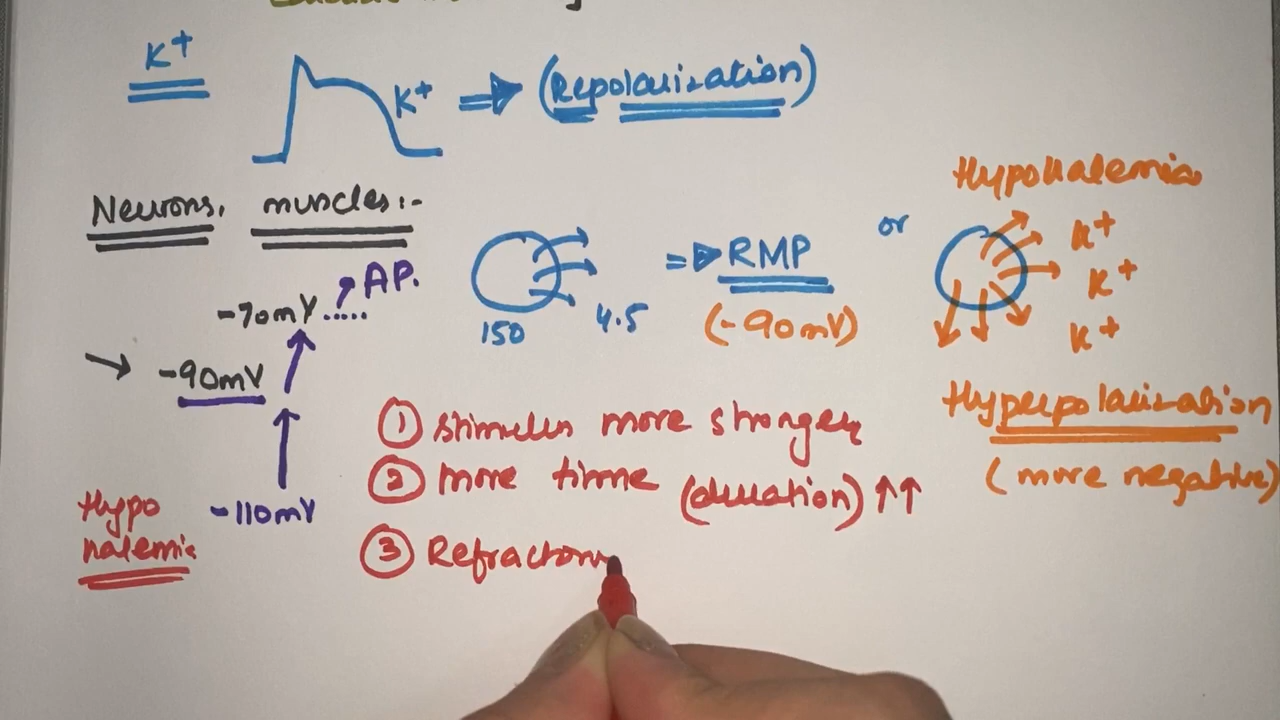 K+
K+ ⇒ (Repolarization)
Neurons, muscles:-
-70mV ..... AP.
→ -90mV
-110mV
Hypo
kalemia
150 4.5
⇒ RMP
(-90mV)
or
Hypokalemia
K+
K+
K+
Hyperpolarization
(more negative)
① Stimulus more stronger
② More time (duration) ↑↑
③ Refractory